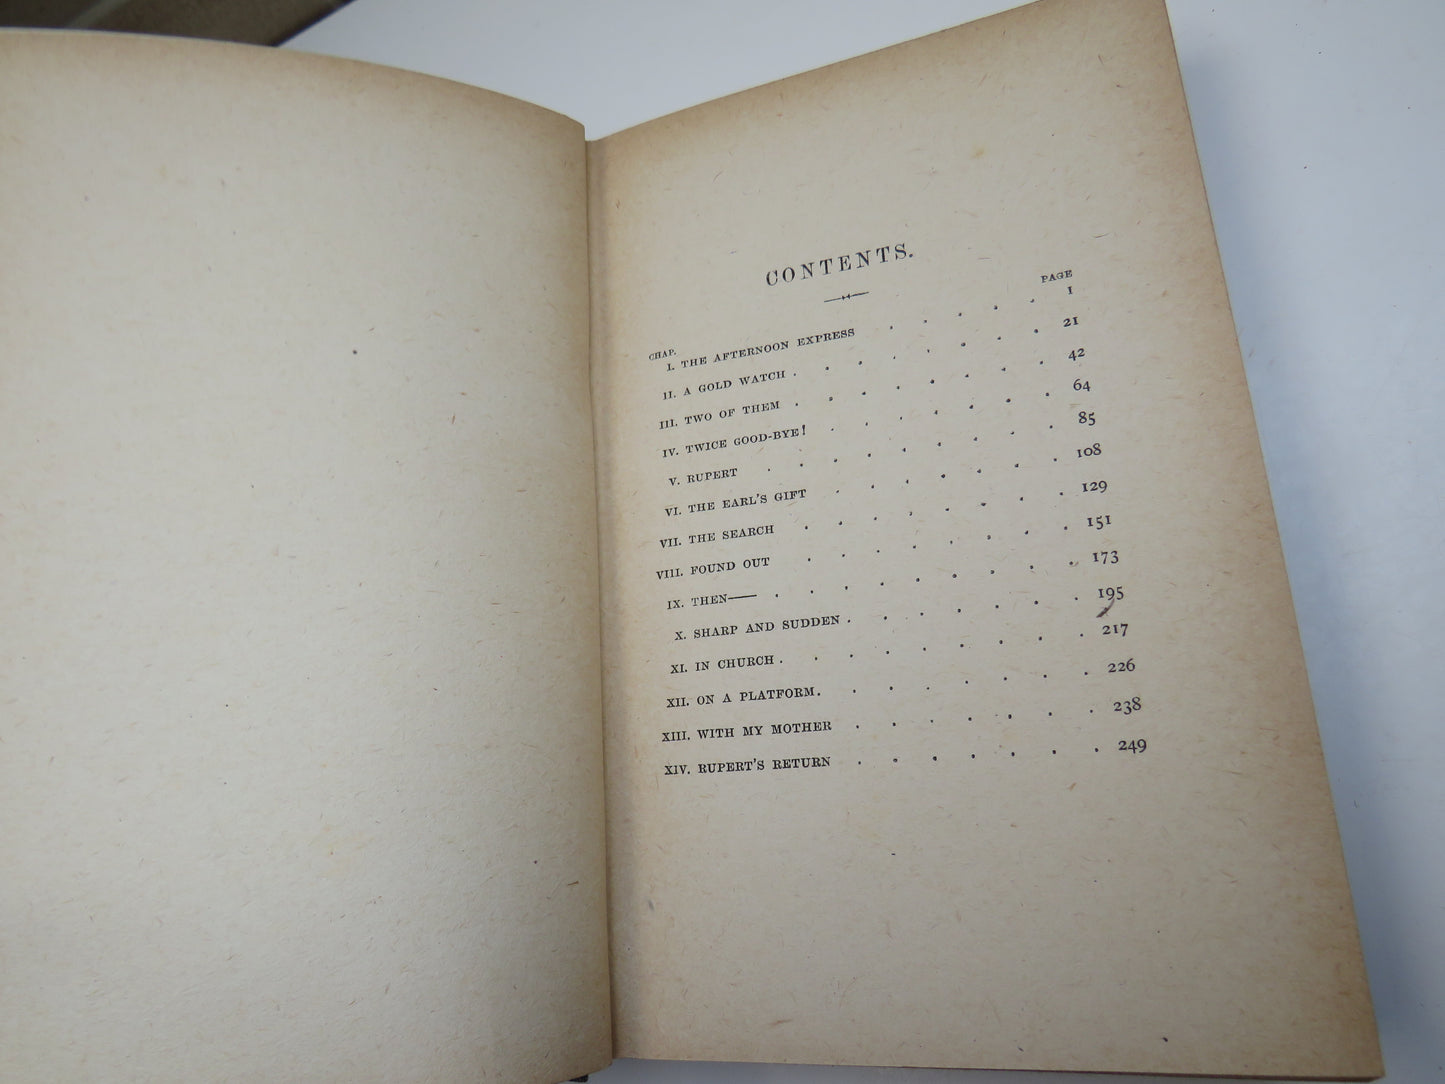 CONTENTS.
CHAP. PAGE
I. THE AFTERNOON EXPRESS . . . . . 1
II. A GOLD WATCH . . . . . . . . 21
III. TWO OF THEM . . . . . . . . 42
IV. TWICE GOOD-BYE! . . . . . . . 64
V. RUPERT . . . . . . . . . 85
VI. THE EARL'S GIFT . . . . . . . 108
VII. THE SEARCH . . . . . . . . 129
VIII. FOUND OUT . . . . . . . . 151
IX. THEN—— . . . . . . . . . 173
X. SHARP AND SUDDEN . . . . . . . 195
XI. IN CHURCH . . . . . . . . . 217
XII. ON A PLATFORM . . . . . . . . 226
XIII. WITH MY MOTHER . . . . . . . 238
XIV. RUPERT'S RETURN . . . . . . . 249